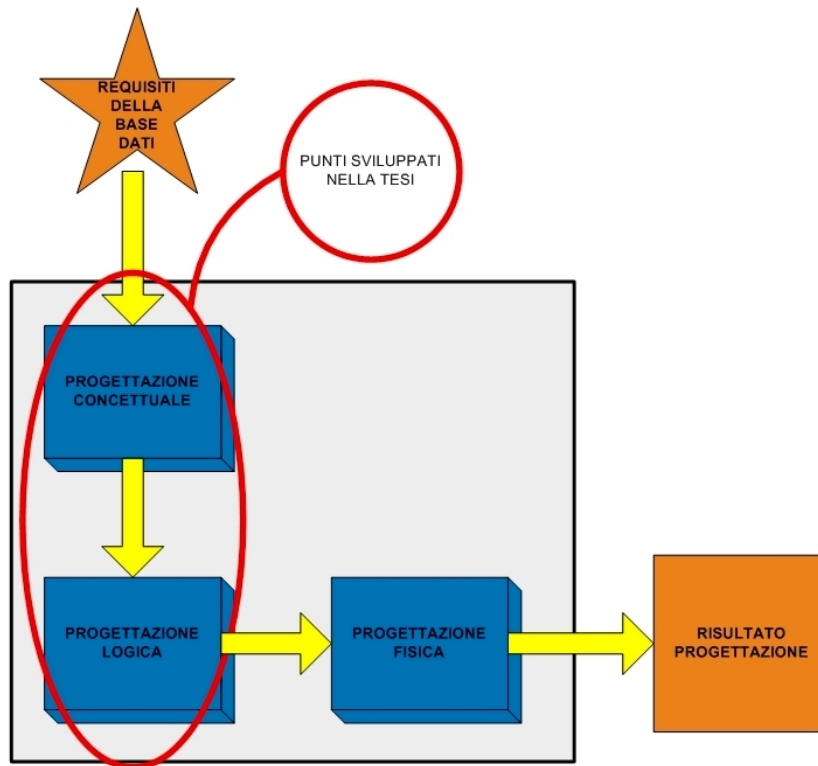 REQUISITI
DELLA
BASE
DATI
PUNTI SVILUPPATI
NELLA TESI
PROGETTAZIONE
CONCETTUALE
PROGETTAZIONE
LOGICA
PROGETTAZIONE
FISICA
RISULTATO
PROGETTAZIONE